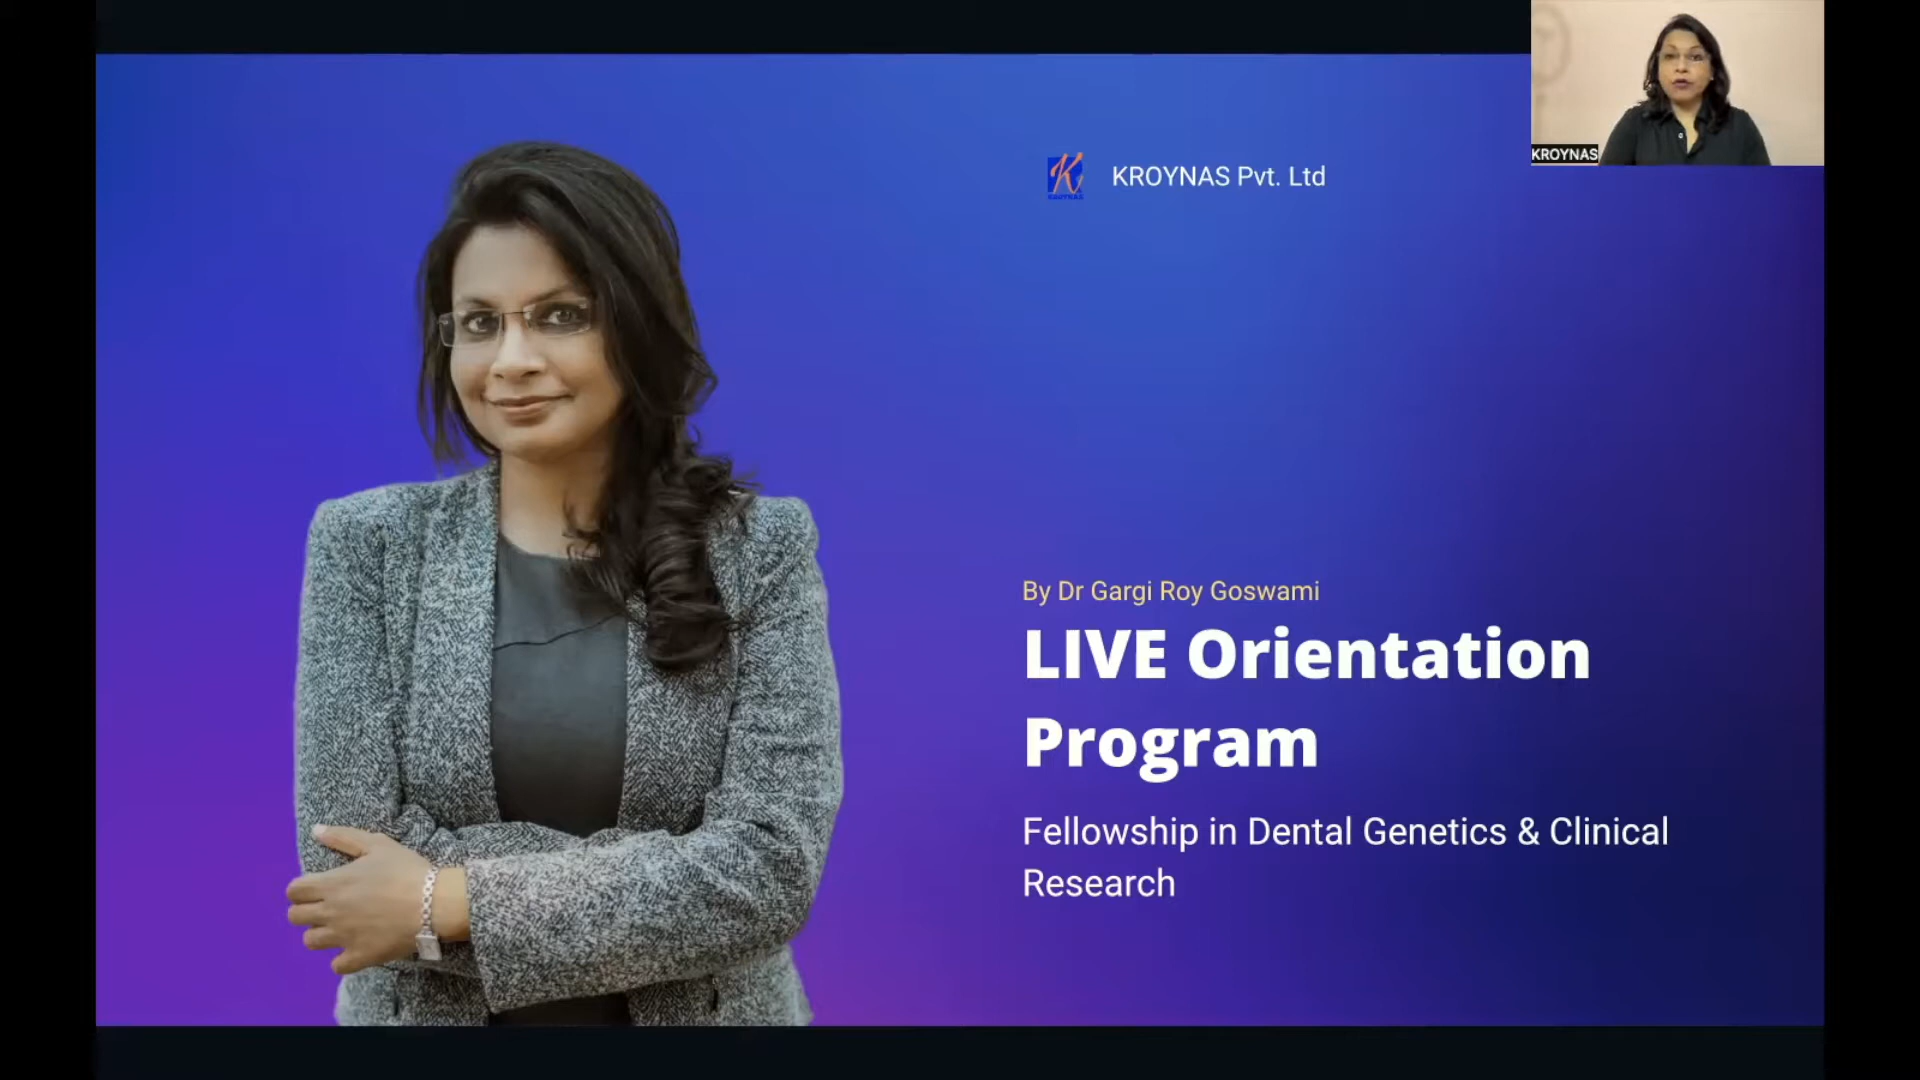 KROYNAS
KROYNAS Pvt. Ltd
By Dr Gargi Roy Goswami
LIVE Orientation
Program
Fellowship in Dental Genetics & Clinical
Research